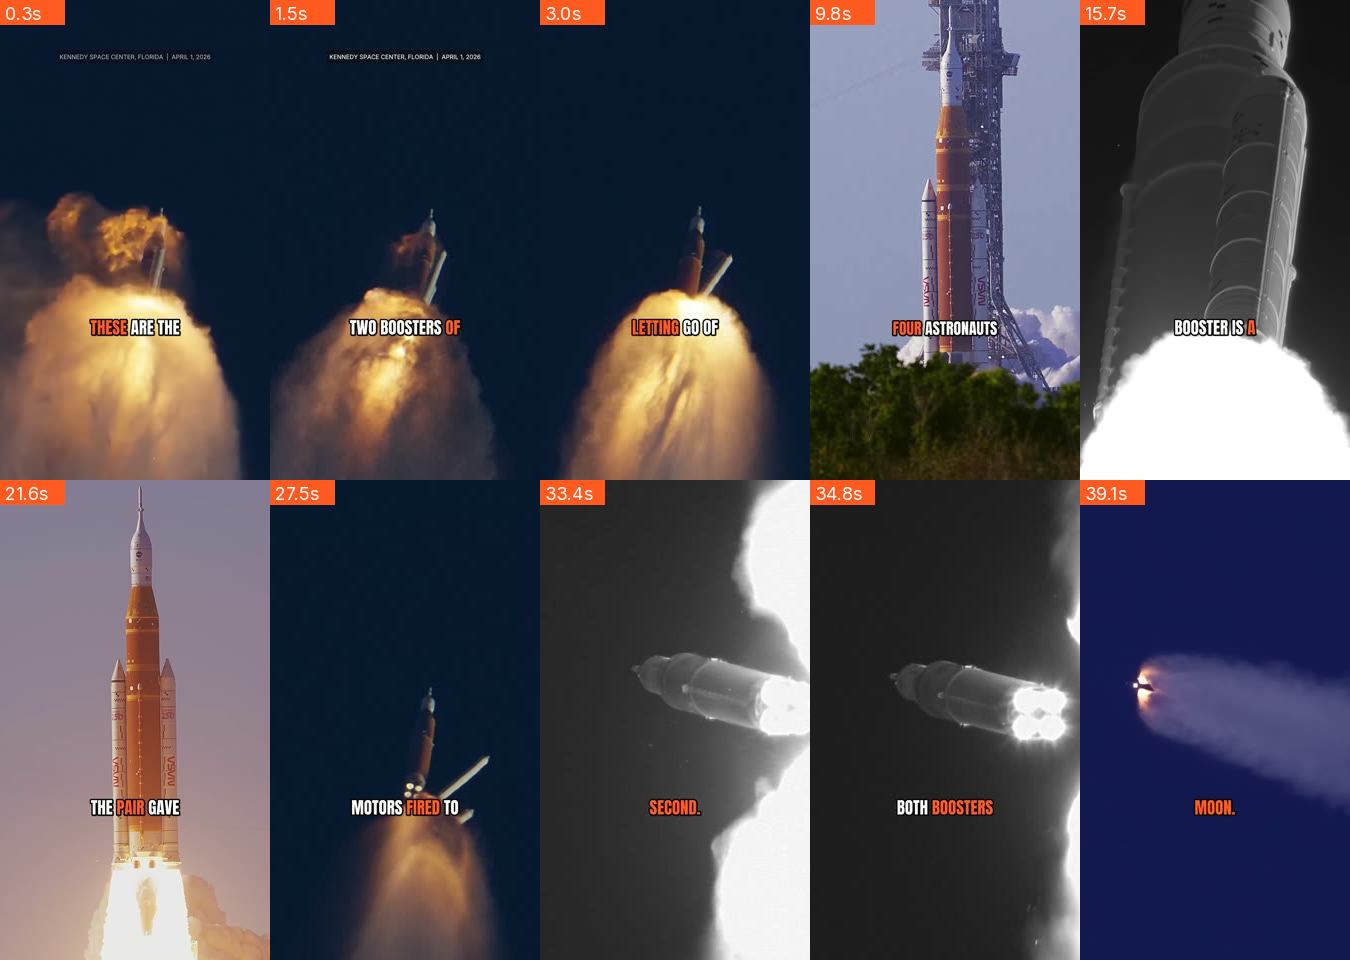 0.3s
KENNEDY SPACE CENTER, FLORIDA | APRIL 1, 2026
THESE ARE THE
1.5s
KENNEDY SPACE CENTER, FLORIDA | APRIL 1, 2026
TWO BOOSTERS OF
3.0s
LETTING GO OF
9.8s
FOUR ASTRONAUTS
15.7s
BOOSTER IS A
21.6s
THE PAIR GAVE
27.5s
MOTORS FIRED TO
33.4s
SECOND.
34.8s
BOTH BOOSTERS
39.1s
MOON.